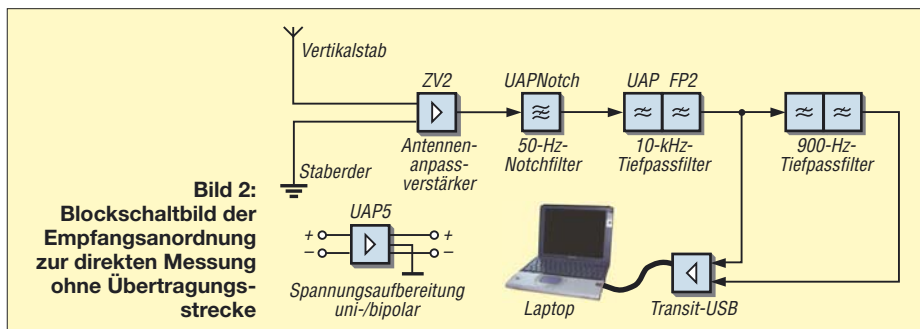 Vertikalstab
ZV2
UAPNotch
UAP FP2
Antennen-
anpass-
verstärker
50-Hz-
Notchfilter
10-kHz-
Tiefpassfilter
900-Hz-
Tiefpassfilter
Staberder
Bild 2:
Blockschaltbild der
Empfangsanordnung
zur direkten Messung
ohne Übertragungs-
strecke
UAP5
+ +
– –
Spannungsaufbereitung
uni-/bipolar
Laptop
Transit-USB